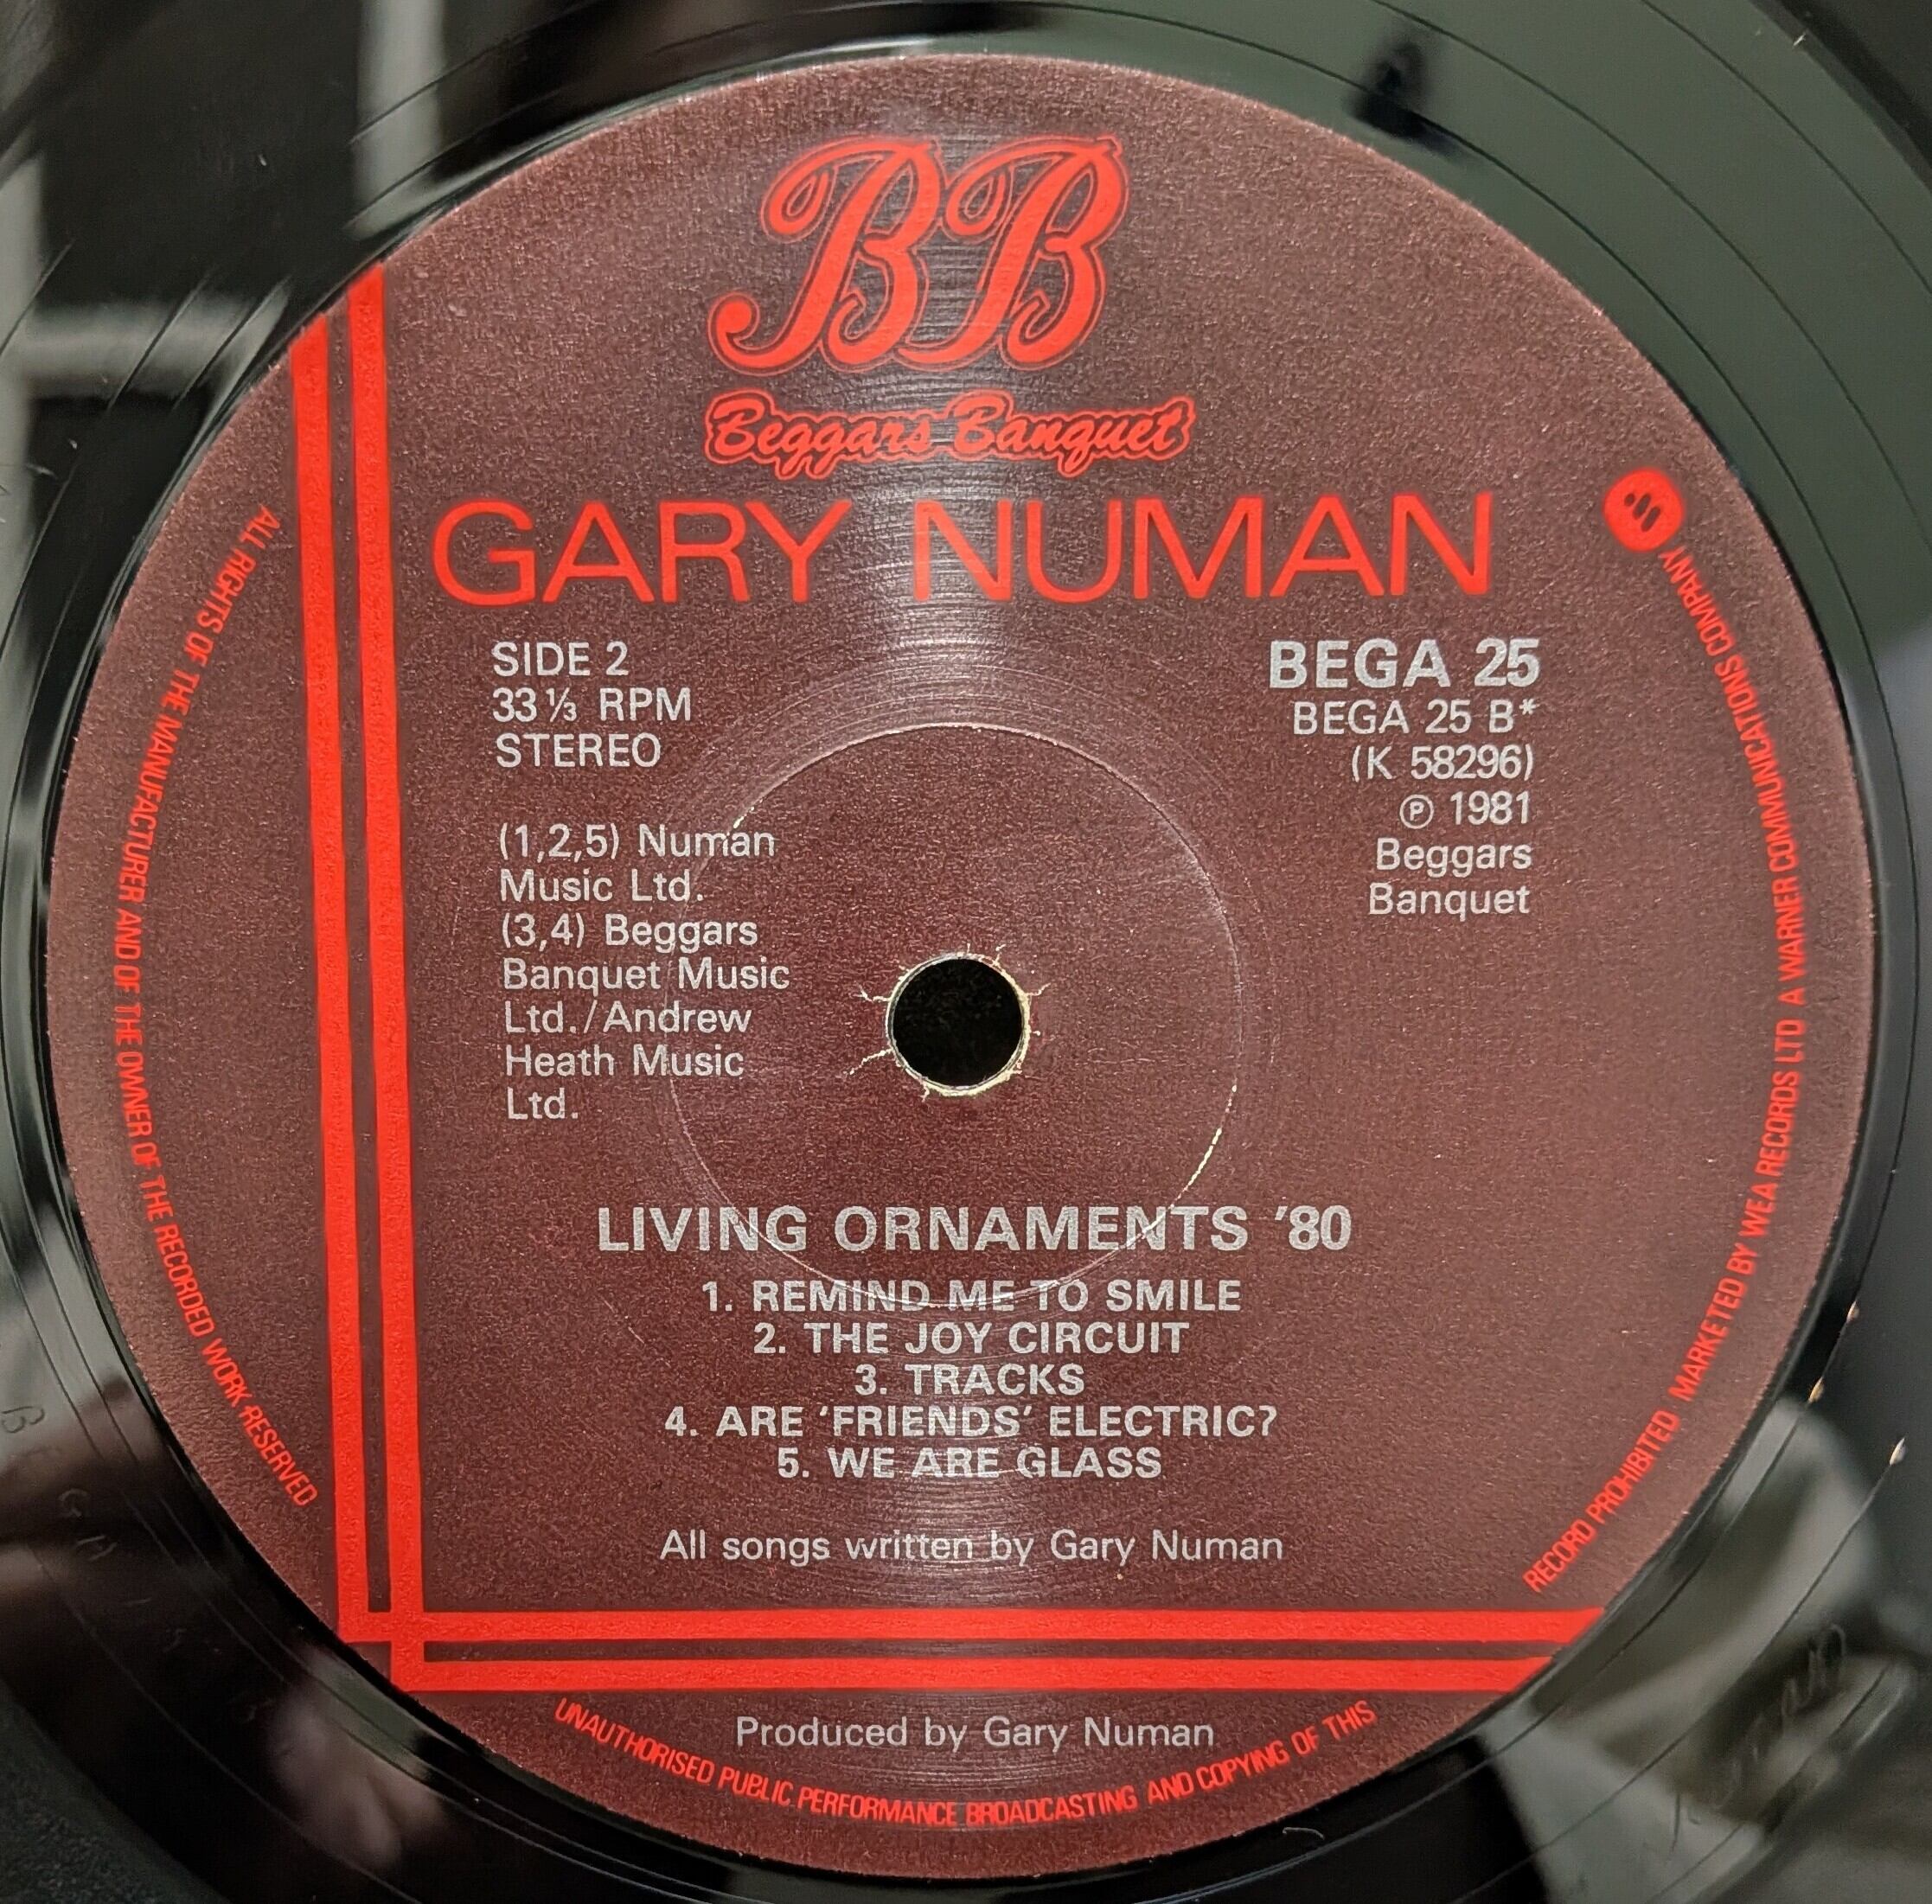 BB
Beggars Banquet
GARY NUMAN
SIDE 2
33 ⅓ RPM
STEREO
(1,2,5) Numan
Music Ltd.
(3,4) Beggars
Banquet Music
Ltd./Andrew
Heath Music
Ltd.
BEGA 25
BEGA 25 B*
(K 58296)
℗ 1981
Beggars
Banquet
LIVING ORNAMENTS '80
1. REMIND ME TO SMILE
2. THE JOY CIRCUIT
3. TRACKS
4. ARE 'FRIENDS' ELECTRIC?
5. WE ARE GLASS
All songs written by Gary Numan
Produced by Gary Numan
ALL RIGHTS OF THE MANUFACTURER AND OF THE OWNER OF THE RECORDED WORK RESERVED
UNAUTHORISED PUBLIC PERFORMANCE BROADCASTING AND COPYING OF THIS
RECORD PROHIBITED MARKETED BY WEA RECORDS LTD A WARNER COMMUNICATIONS COMPANY